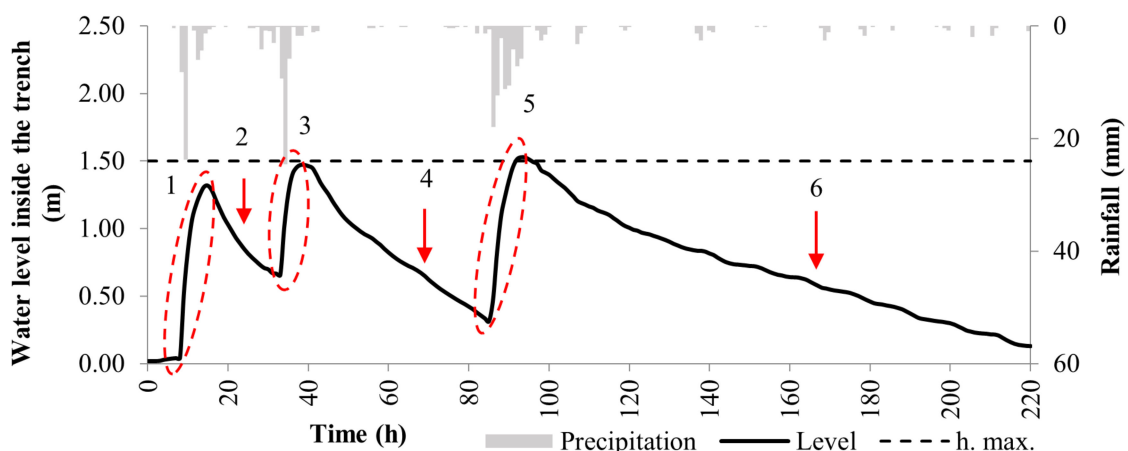 Water level inside the trench
(m)
2.50
2.00
1.50
1.00
0.50
0.00
1
2
3
4
5
6
0
20
40
60
Rainfall (mm)
0 20 40 60 80 100 120 140 160 180 200 220
Time (h)
Precipitation Level h. max.